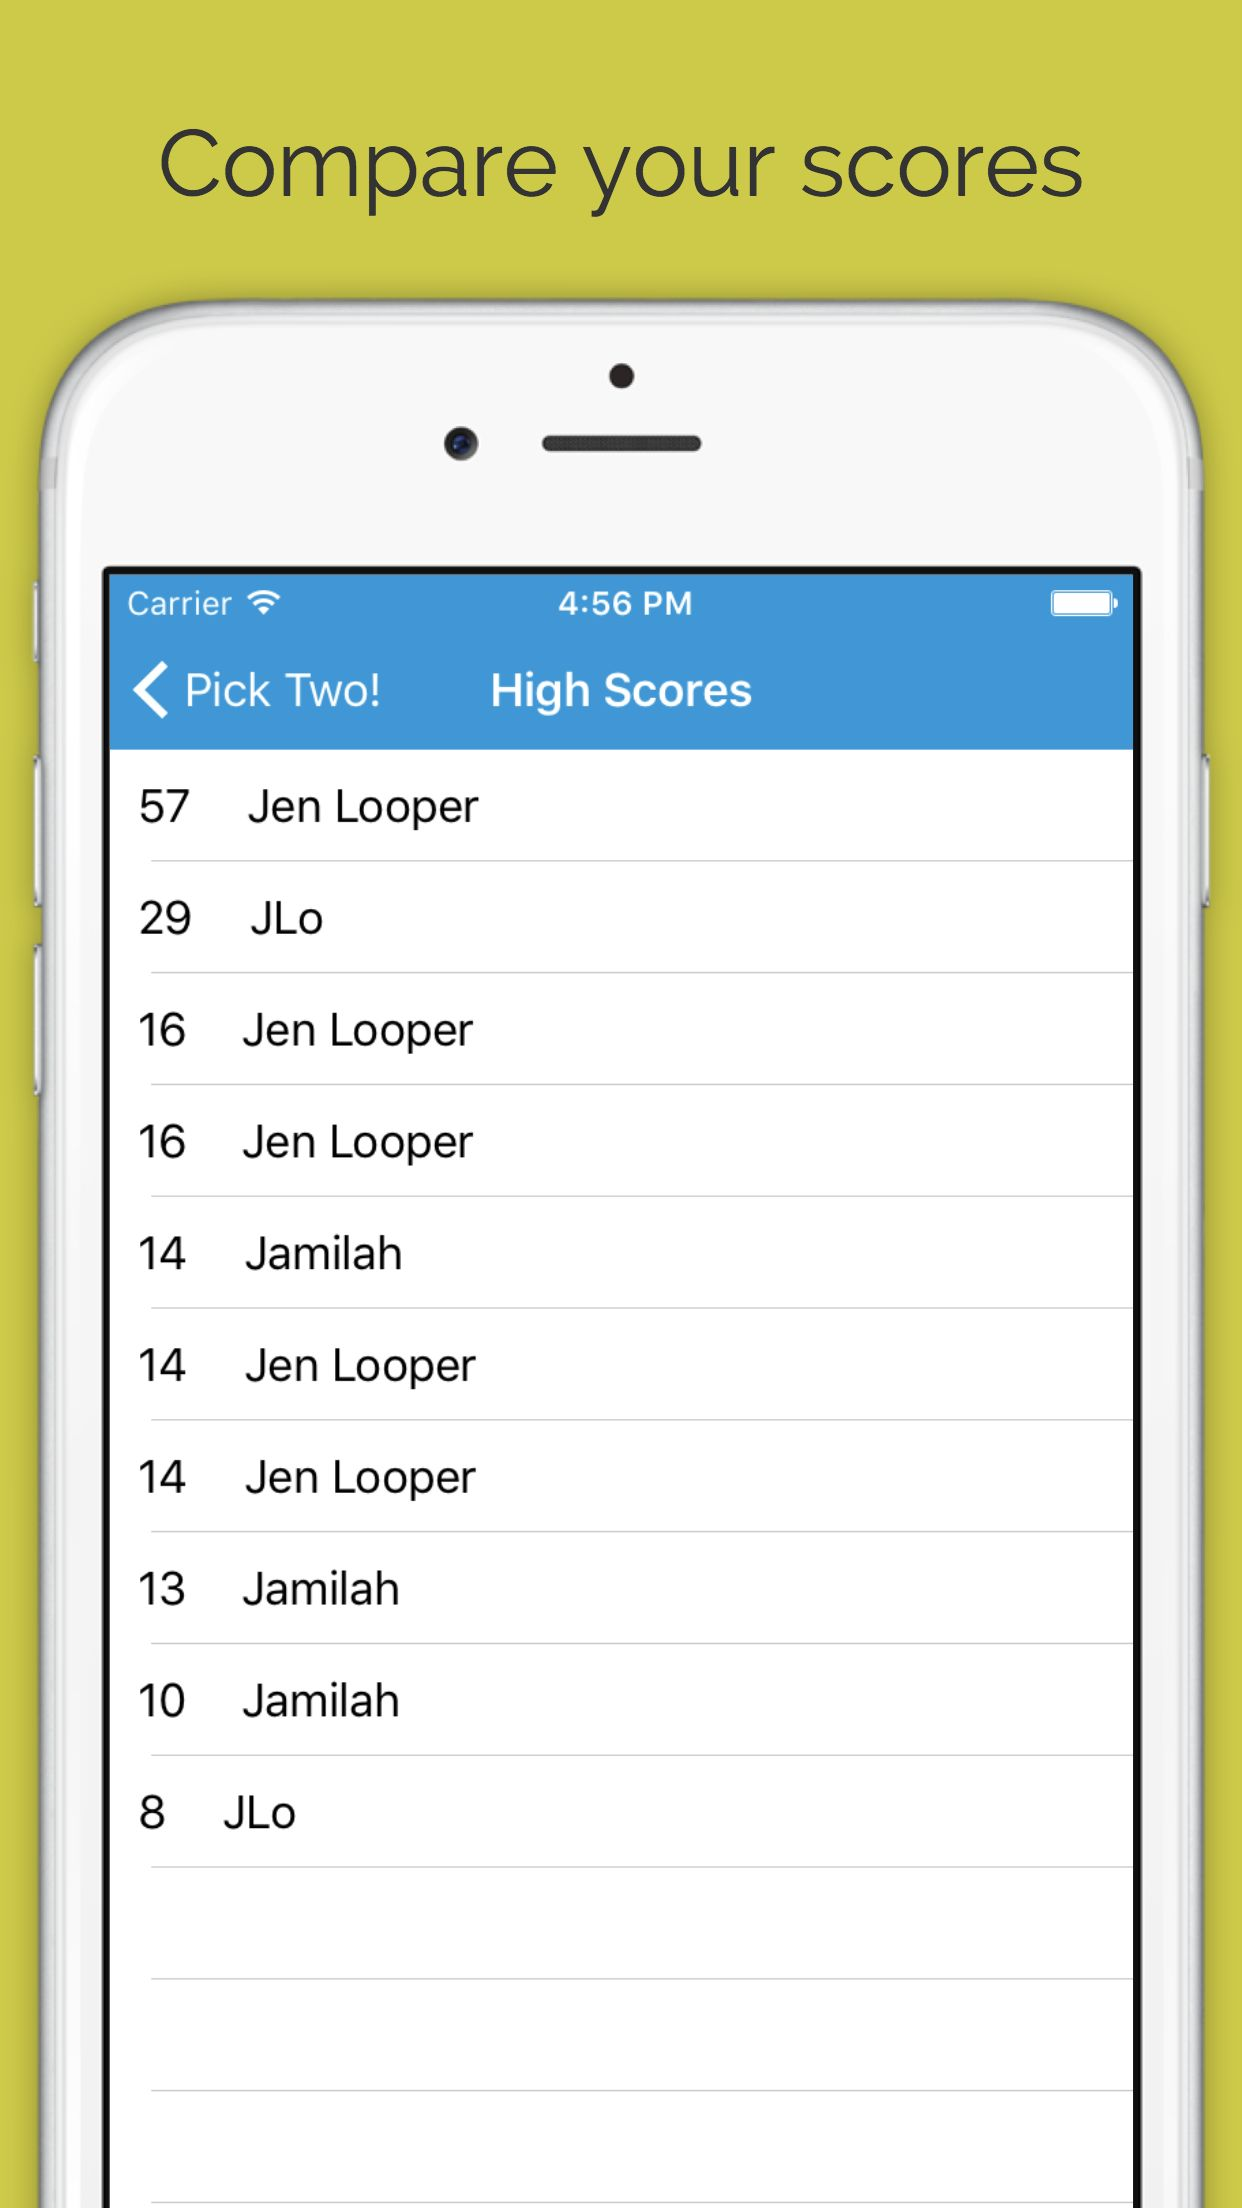 Compare your scores
Carrier 4:56 PM
Pick Two! High Scores
57 Jen Looper
29 JLo
16 Jen Looper
16 Jen Looper
14 Jamilah
14 Jen Looper
14 Jen Looper
13 Jamilah
10 Jamilah
8 JLo